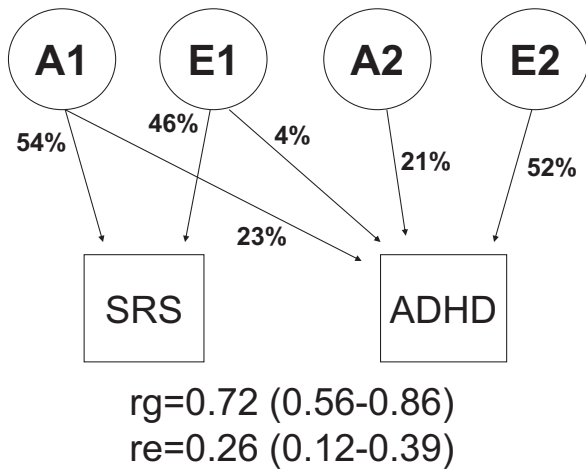 A1 E1 A2 E2
54% 46% 4% 21% 52%
23%
SRS ADHD
rg=0.72 (0.56-0.86)
re=0.26 (0.12-0.39)